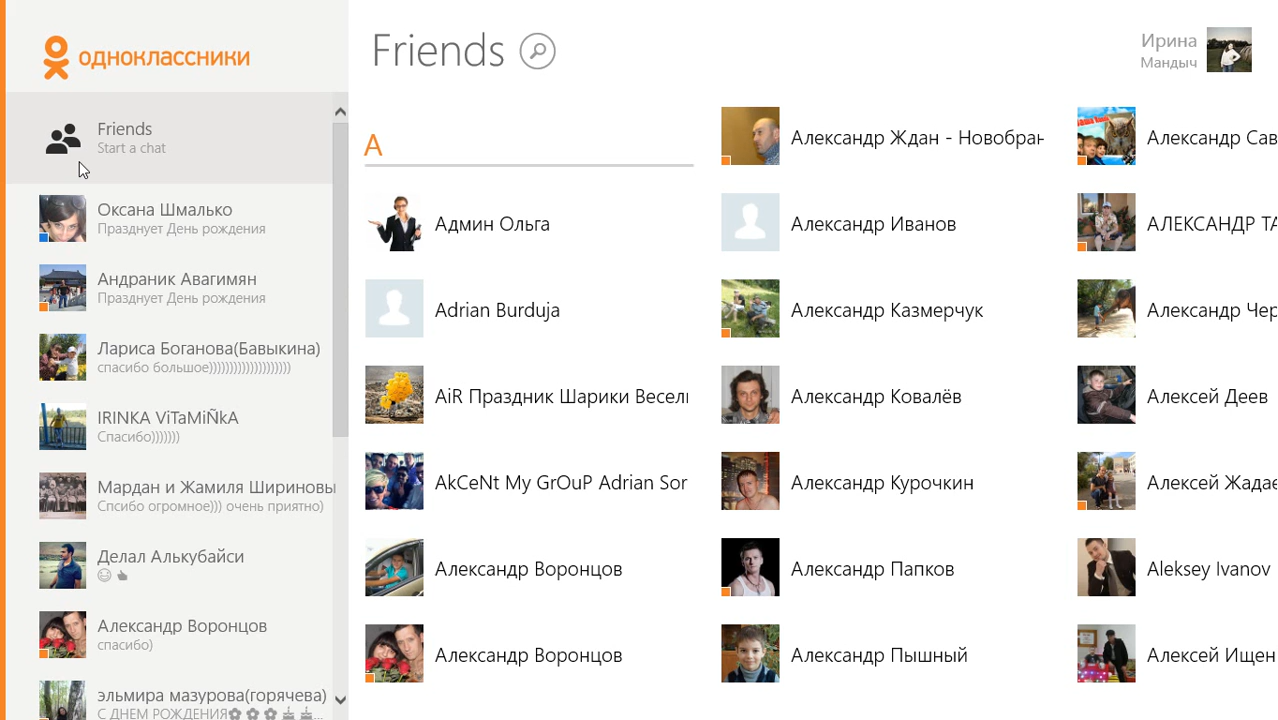 одноклассники
Friends
Start a chat
Оксана Шмалько
Празднует День рождения
Андраник Авагимян
Празднует День рождения
Лариса Боганова(Бавыкина)
спасибо большое))))))))))))))))))))
IRINKA ViTaMiÑkA
Спасибо)))))))
Мардан и Жамиля Шириновы
Спсибо огромное))) очень приятно)
Делал Алькубайси
Александр Воронцов
спасибо)
эльмира мазурова(горячева)
С ДНЕМ РОЖДЕНИЯ✿ ✿ ✿ 🎂 🎂...
Friends
Ирина
Мандыч
А
Админ Ольга
Adrian Burduja
AiR Праздник Шарики Весель
AkCeNt My GrOuP Adrian Sor
Александр Воронцов
Александр Воронцов
Александр Ждан - Новобран
Александр Иванов
Александр Казмерчук
Александр Ковалёв
Александр Курочкин
Александр Папков
Александр Пышный
Александр Сав
АЛЕКСАНДР ТА
Александр Чер
Алексей Деев
Алексей Жадае
Aleksey Ivanov
Алексей Ищен